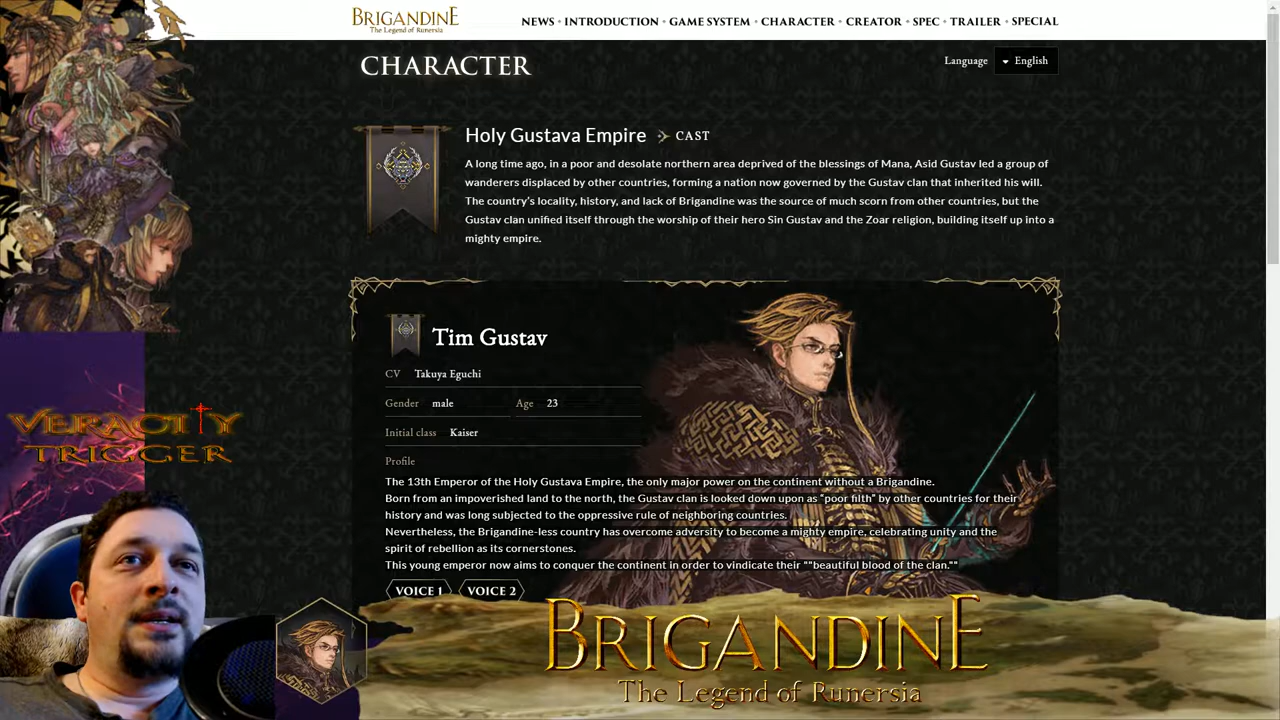 BRIGANDINE
The Legend of Runersia
NEWS • INTRODUCTION • GAME SYSTEM • CHARACTER • CREATOR • SPEC • TRAILER • SPECIAL
CHARACTER
Language English
Holy Gustava Empire CAST
A long time ago, in a poor and desolate northern area deprived of the blessings of Mana, Asid Gustav led a group of
wanderers displaced by other countries, forming a nation now governed by the Gustav clan that inherited his will.
The country's locality, history, and lack of Brigandine was the source of much scorn from other countries, but the
Gustav clan unified itself through the worship of their hero Sin Gustav and the Zoar religion, building itself up into a
mighty empire.
Tim Gustav
CV Takuya Eguchi
Gender male Age 23
Initial class Kaiser
Profile
The 13th Emperor of the Holy Gustava Empire, the only major power on the continent without a Brigandine.
Born from an impoverished land to the north, the Gustav clan is looked down upon as "poor filth" by other countries for their
history and was long subjected to the oppressive rule of neighboring countries.
Nevertheless, the Brigandine-less country has overcome adversity to become a mighty empire, celebrating unity and the
spirit of rebellion as its cornerstones.
This young emperor now aims to conquer the continent in order to vindicate their ""beautiful blood of the clan.""
VOICE 1 VOICE 2
VERACITY
TRIGGER
BRIGANDINE
The Legend of Runersia